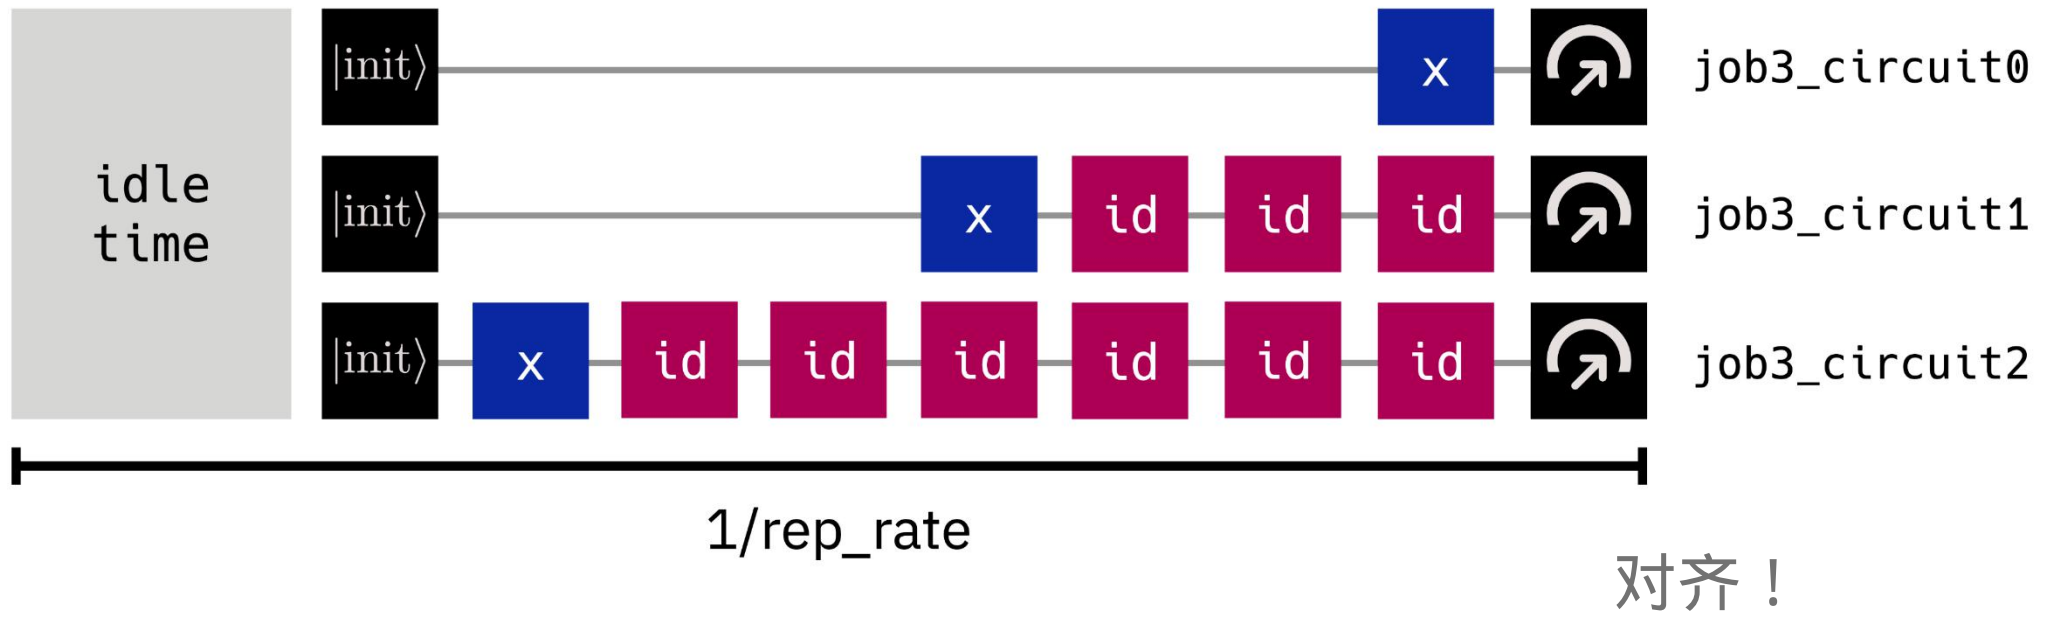 idle
time
|init⟩ x job3_circuit0
|init⟩ x id id id job3_circuit1
|init⟩ x id id id id id id job3_circuit2
1/rep_rate
对齐！